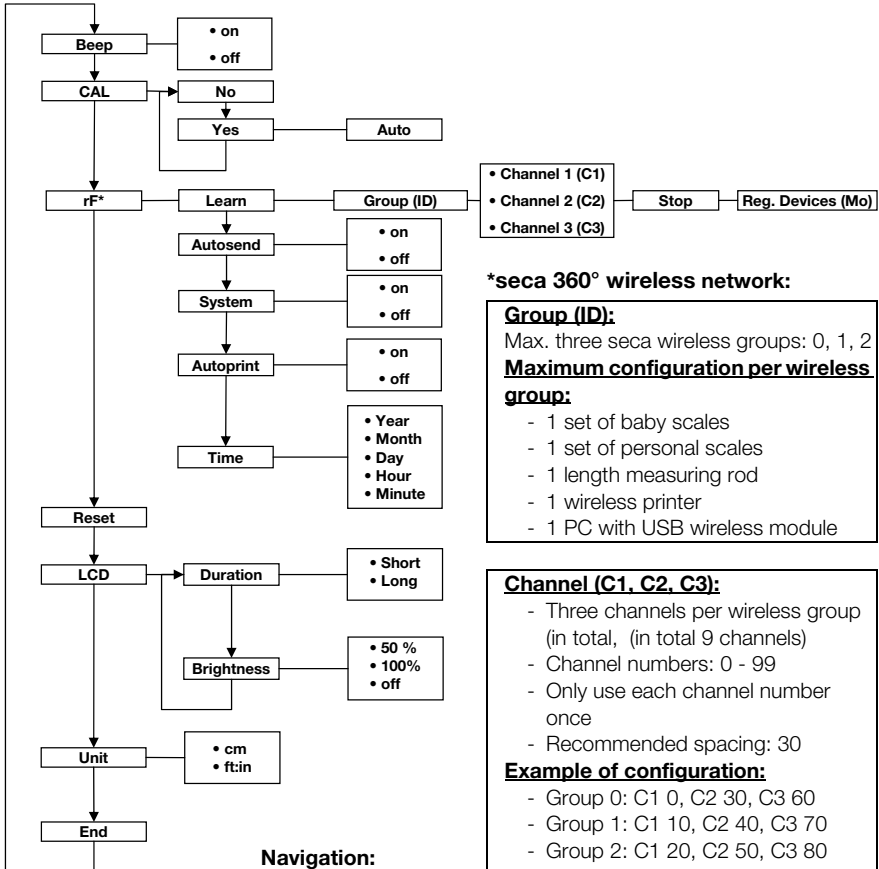 Beep
• on
• off
CAL
No
Yes
Auto
rF*
Learn
Group (ID)
• Channel 1 (C1)
• Channel 2 (C2)
• Channel 3 (C3)
Stop
Reg. Devices (Mo)
Autosend
• on
• off
System
• on
• off
Autoprint
• on
• off
Time
• Year
• Month
• Day
• Hour
• Minute
Reset
LCD
Duration
• Short
• Long
Brightness
• 50 %
• 100%
• off
Unit
• cm
• ft:in
End
Navigation:
*seca 360° wireless network:
Group (ID):
Max. three seca wireless groups: 0, 1, 2
Maximum configuration per wireless
group:
- 1 set of baby scales
- 1 set of personal scales
- 1 length measuring rod
- 1 wireless printer
- 1 PC with USB wireless module
Channel (C1, C2, C3):
- Three channels per wireless group
(in total, (in total 9 channels)
- Channel numbers: 0 - 99
- Only use each channel number
once
- Recommended spacing: 30
Example of configuration:
- Group 0: C1 0, C2 30, C3 60
- Group 1: C1 10, C2 40, C3 70
- Group 2: C1 20, C2 50, C3 80